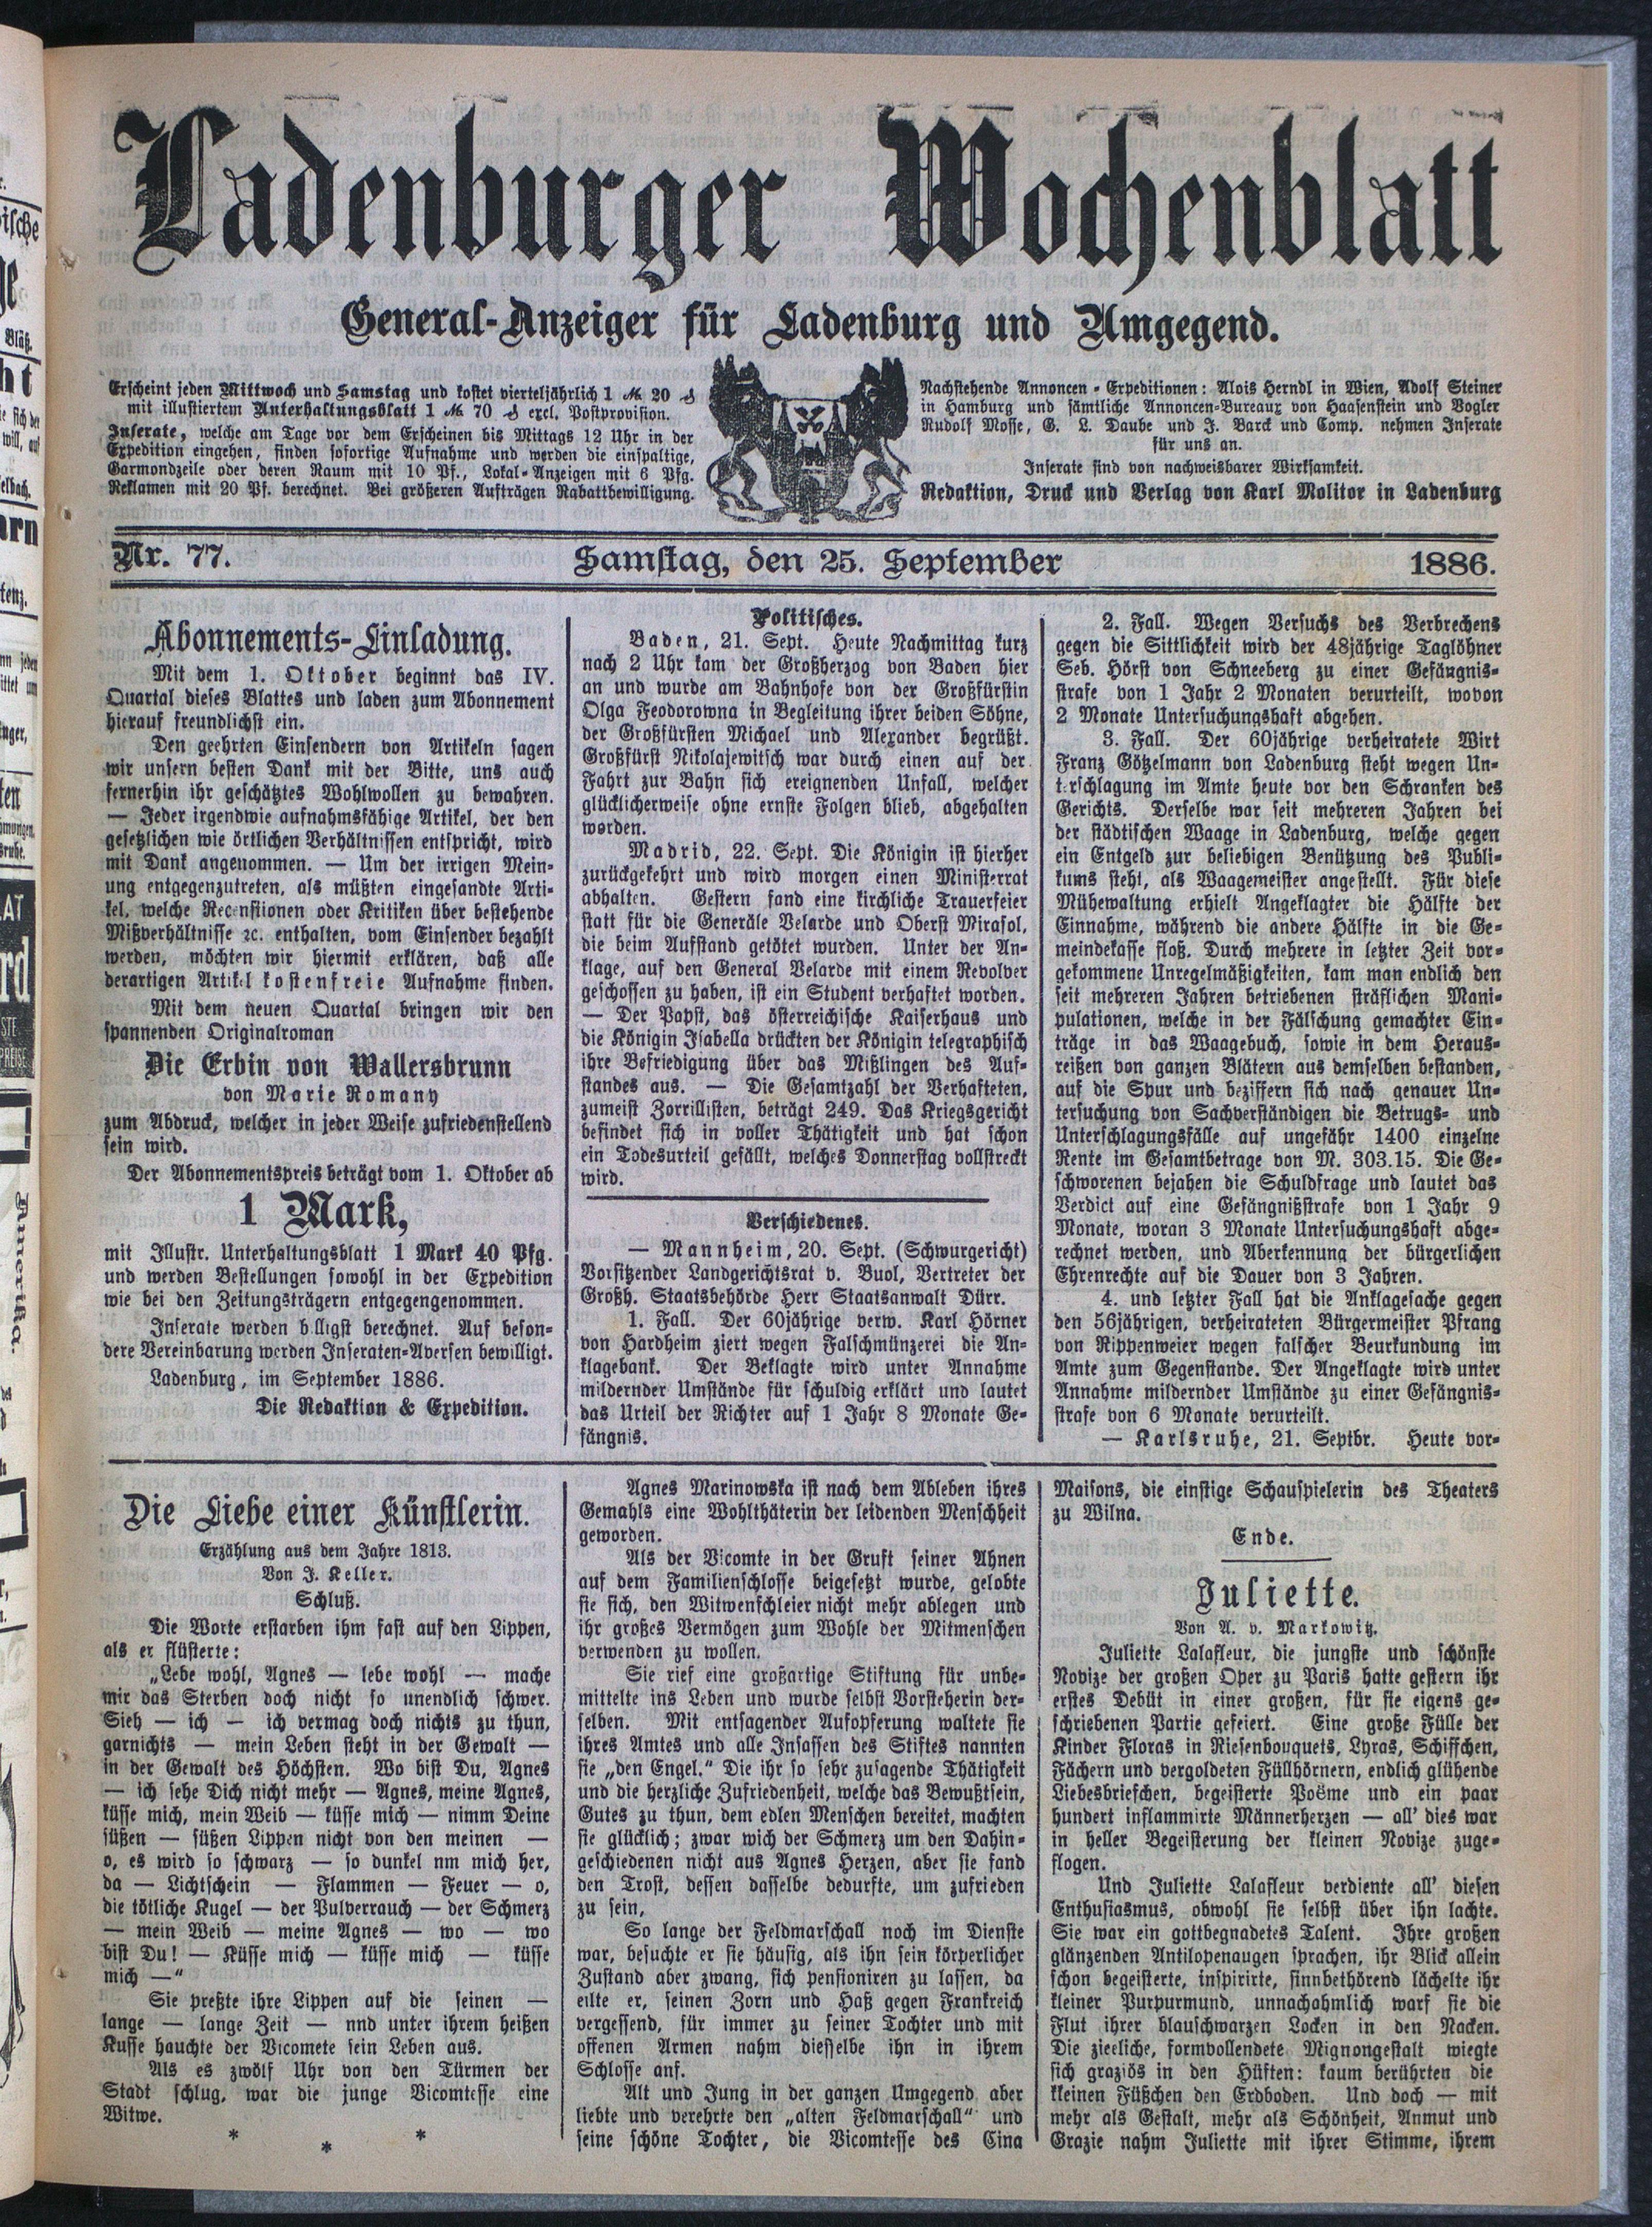 Ladenburger Wochenblatt
General-Anzeiger für Ladenburg und Umgegend.
Erscheint jeden Mittwoch und Samstag und kostet vierteljährlich 1 ℳ 20 ₰
mit illustiertem Unterhaltungsblatt 1 ℳ 70 ₰ excl. Postprovision.
Inserate, welche am Tage vor dem Erscheinen bis Mittags 12 Uhr in der
Expedition eingehen, finden sofortige Aufnahme und werden die einspaltige,
Garmondzeile oder deren Raum mit 10 Pf., Lokal-Anzeigen mit 6 Pfg.
Reklamen mit 20 Pf. berechnet. Bei größeren Aufträgen Rabattbewilligung.
Nachstehende Annoncen-Expeditionen: Alois Herndl in Wien, Adolf Steiner
in Hamburg und sämtliche Annoncen-Bureaux von Haasenstein und Vogler
Rudolf Mosse, G. L. Daube und J. Barck und Comp. nehmen Inserate
für uns an.
Inserate sind von nachweisbarer Wirksamkeit.
Redaktion, Druck und Verlag von Karl Molitor in Ladenburg
Nr. 77. Samstag, den 25. September 1886.
Abonnements-Einladung.
Mit dem 1. Oktober beginnt das IV.
Quartal dieses Blattes und laden zum Abonnement
hierauf freundlichst ein.
Den geehrten Einsendern von Artikeln sagen
wir unsern besten Dank mit der Bitte, uns auch
fernerhin ihr geschätztes Wohlwollen zu bewahren.
— Jeder irgendwie aufnahmsfähige Artikel, der den
gesetzlichen wie örtlichen Verhältnissen entspricht, wird
mit Dank angenommen. — Um der irrigen Mein-
ung entgegenzutreten, als müßten eingesandte Arti-
kel, welche Recenstionen oder Kritiken über bestehende
Mißverhältnisse ꝛc. enthalten, vom Einsender bezahlt
werden, möchten wir hiermit erklären, daß alle
derartigen Artikel kostenfreie Aufnahme finden.
Mit dem neuen Quartal bringen wir den
spannenden Originalroman
Die Erbin von Wallersbrunn
von Marie Romany
zum Abdruck, welcher in jeder Weise zufriedenstellend
sein wird.
Der Abonnementspreis beträgt vom 1. Oktober ab
1 Mark,
mit Illustr. Unterhaltungsblatt 1 Mark 40 Pfg.
und werden Bestellungen sowohl in der Expedition
wie bei den Zeitungsträgern entgegengenommen.
Inserate werden billigst berechnet. Auf beson-
dere Vereinbarung werden Inseraten-Aversen bewilligt.
Ladenburg, im September 1886.
Die Redaktion & Expedition.
Politisches.
Baden, 21. Sept. Heute Nachmittag kurz
nach 2 Uhr kam der Großherzog von Baden hier
an und wurde am Bahnhofe von der Großfürstin
Olga Feodorowna in Begleitung ihrer beiden Söhne,
der Großfürsten Michael und Alexander begrüßt.
Großfürst Nikolajewitsch war durch einen auf der
Fahrt zur Bahn sich ereignenden Unfall, welcher
glücklicherweise ohne ernste Folgen blieb, abgehalten
worden.
Madrid, 22. Sept. Die Königin ist hierher
zurückgekehrt und wird morgen einen Ministerrat
abhalten. Gestern fand eine kirchliche Trauerfeier
statt für die Generäle Velarde und Oberst Mirasol,
die beim Aufstand getötet wurden. Unter der An-
klage, auf den General Velarde mit einem Revolver
geschossen zu haben, ist ein Student verhaftet worden.
— Der Papst, das österreichische Kaiserhaus und
die Königin Isabella drückten der Königin telegraphisch
ihre Befriedigung über das Mißlingen des Auf-
standes aus. — Die Gesamtzahl der Verhafteten,
zumeist Zorrillisten, beträgt 249. Das Kriegsgericht
befindet sich in voller Thätigkeit und hat schon
ein Todesurteil gefällt, welches Donnerstag vollstreckt
wird.
Verschiedenes.
— Mannheim, 20. Sept. (Schwurgericht)
Vorsitzender Landgerichtsrat v. Buol, Vertreter der
Großh. Staatsbehörde Herr Staatsanwalt Dürr.
1. Fall. Der 60jährige verw. Karl Hörner
von Hardheim ziert wegen Falschmünzerei die An-
klagebank. Der Beklagte wird unter Annahme
mildernder Umstände für schuldig erklärt und lautet
das Urteil der Richter auf 1 Jahr 8 Monate Ge-
fängnis.
2. Fall. Wegen Versuchs des Verbrechens
gegen die Sittlichkeit wird der 48jährige Taglöhner
Seb. Hörst von Schneeberg zu einer Gefängnis-
strafe von 1 Jahr 2 Monaten verurteilt, wovon
2 Monate Untersuchungshaft abgehen.
3. Fall. Der 60jährige verheiratete Wirt
Franz Götzelmann von Ladenburg steht wegen Un-
terschlagung im Amte heute vor den Schranken des
Gerichts. Derselbe war seit mehreren Jahren bei
der städtischen Waage in Ladenburg, welche gegen
ein Entgeld zur beliebigen Benützung des Publi-
kums steht, als Waagemeister angestellt. Für diese
Mühewaltung erhielt Angeklagter die Hälfte der
Einnahme, während die andere Hälfte in die Ge-
meindekasse floß. Durch mehrere in letzter Zeit vor-
gekommene Unregelmäßigkeiten, kam man endlich den
seit mehreren Jahren betriebenen sträflichen Mani-
pulationen, welche in der Fälschung gemachter Ein-
träge in das Waagebuch, sowie in dem Heraus-
reißen von ganzen Blätern aus demselben bestanden,
auf die Spur und beziffern sich nach genauer Un-
tersuchung von Sachverständigen die Betrugs- und
Unterschlagungsfälle auf ungefähr 1400 einzelne
Rente im Gesamtbetrage von M. 303.15. Die Ge-
schworenen bejahen die Schuldfrage und lautet das
Verdict auf eine Gefängnißstrafe von 1 Jahr 9
Monate, woran 3 Monate Untersuchungshaft abge-
rechnet werden, und Aberkennung der bürgerlichen
Ehrenrechte auf die Dauer von 3 Jahren.
4. und letzter Fall hat die Anklagesache gegen
den 56jährigen, verheirateten Bürgermeister Pfrang
von Rippenweier wegen falscher Beurkundung im
Amte zum Gegenstande. Der Angeklagte wird unter
Annahme mildernder Umstände zu einer Gefängnis-
strafe von 6 Monate verurteilt.
— Karlsruhe, 21. Septbr. Heute vor-
Die Liebe einer Künstlerin.
Erzählung aus dem Jahre 1813.
Von J. Keller.
Schluß.
Die Worte erstarben ihm fast auf den Lippen,
als er flüsterte:
„Lebe wohl, Agnes — lebe wohl — mache
mir das Sterben doch nicht so unendlich schwer.
Sieh — ich — ich vermag doch nichts zu thun,
garnichts — mein Leben steht in der Gewalt —
in der Gewalt des Höchsten. Wo bist Du, Agnes
— ich sehe Dich nicht mehr — Agnes, meine Agnes,
küsse mich, mein Weib — küsse mich — nimm Deine
süßen — süßen Lippen nicht von den meinen —
o, es wird so schwarz — so dunkel nm mich her,
da — Lichtschein — Flammen — Feuer — o,
die tötliche Kugel — der Pulverrauch — der Schmerz
— mein Weib — meine Agnes — wo — wo
bist Du! — Küsse mich — küsse mich — küsse
mich —“
Sie preßte ihre Lippen auf die seinen —
lange — lange Zeit — nnd unter ihrem heißen
Kusse hauchte der Vicomete sein Leben aus.
Als es zwölf Uhr von den Türmen der
Stadt schlug, war die junge Vicomtesse eine
Witwe.
* * *
Agnes Marinowska ist nach dem Ableben ihres
Gemahls eine Wohlthäterin der leidenden Menschheit
geworden.
Als der Vicomte in der Gruft seiner Ahnen
auf dem Familienschlosse beigesetzt wurde, gelobte
sie sich, den Witwenschleier nicht mehr ablegen und
ihr großes Vermögen zum Wohle der Mitmenschen
verwenden zu wollen.
Sie rief eine großartige Stiftung für unbe-
mittelte ins Leben und wurde selbst Vorsteherin der-
selben. Mit entsagender Aufopferung waltete sie
ihres Amtes und alle Insassen des Stiftes nannten
sie „den Engel.“ Die ihr so sehr zusagende Thätigkeit
und die herzliche Zufriedenheit, welche das Bewußtsein,
Gutes zu thun, dem edlen Menschen bereitet, machten
sie glücklich; zwar wich der Schmerz um den Dahin-
geschiedenen nicht aus Agnes Herzen, aber sie fand
den Trost, dessen dasselbe bedurfte, um zufrieden
zu sein,
So lange der Feldmarschall noch im Dienste
war, besuchte er sie häufig, als ihn sein körperlicher
Zustand aber zwang, sich pensioniren zu lassen, da
eilte er, seinen Zorn und Haß gegen Frankreich
vergessend, für immer zu seiner Tochter und mit
offenen Armen nahm dieselbe ihn in ihrem
Schlosse anf.
Alt und Jung in der ganzen Umgegend aber
liebte und verehrte den „alten Feldmarschall“ und
seine schöne Tochter, die Vicomtesse des Cina
Maisons, die einstige Schauspielerin des Theaters
zu Wilna.
Ende.
Juliette.
Von A. v. Markowitz.
Juliette Lalafleur, die jungste und schönste
Novize der großen Oper zu Paris hatte gestern ihr
erstes Debüt in einer großen, für sie eigens ge-
schriebenen Partie gefeiert. Eine große Fülle der
Kinder Floras in Riesenbouquets, Lyras, Schiffchen,
Fächern und vergoldeten Füllhörnern, endlich glühende
Liebesbriefchen, begeisterte Poëme und ein paar
hundert inflammirte Männerherzen — all' dies war
in heller Begeisterung der kleinen Novize zuge-
flogen.
Und Juliette Lalafleur verdiente all' diesen
Enthusiasmus, obwohl sie selbst über ihn lachte.
Sie war ein gottbegnadetes Talent. Ihre großen
glänzenden Antilopenaugen sprachen, ihr Blick allein
schon begeisterte, inspirirte, sinnbethörend lächelte ihr
kleiner Purpurmund, unnachahmlich warf sie die
Flut ihrer blauschwarzen Locken in den Nacken.
Die zieeliche, formvollendete Mignongestalt wiegte
sich graziös in den Hüften: kaum berührten die
kleinen Füßchen den Erdboden. Und doch — mit
mehr als Gestalt, mehr als Schönheit, Anmut und
Grazie nahm Juliette mit ihrer Stimme, ihrem